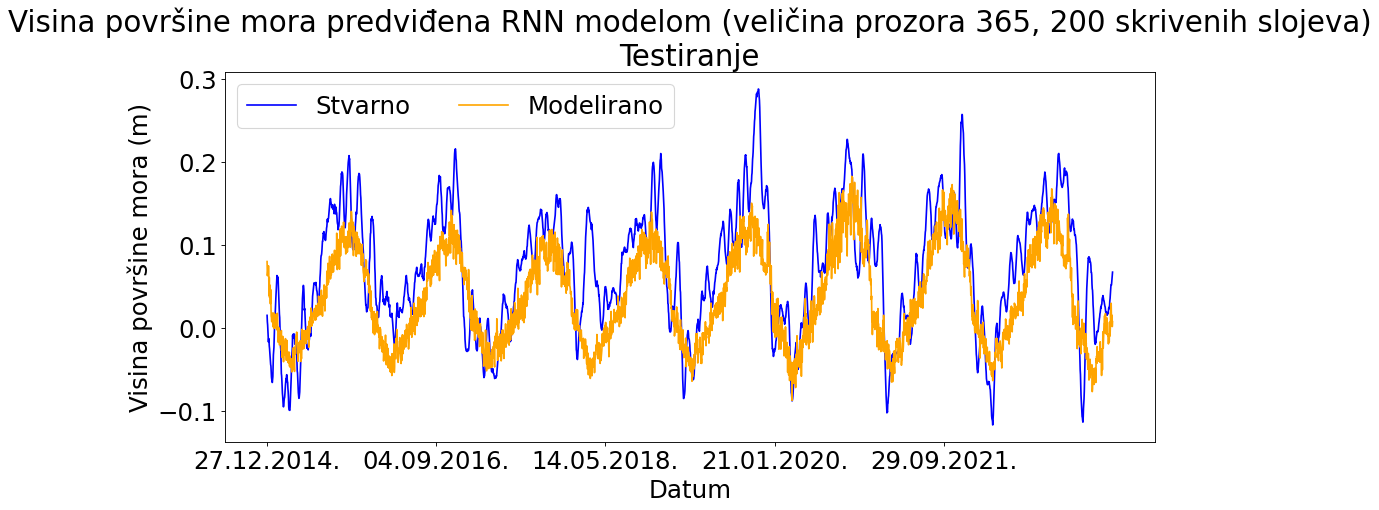 Visina površine mora predviđena RNN modelom (veličina prozora 365, 200 skrivenih slojeva)
Testiranje
Stvarno
Modelirano
Visina površine mora (m)
0.3
0.2
0.1
0.0
−0.1
27.12.2014.
04.09.2016.
14.05.2018.
21.01.2020.
29.09.2021.
Datum